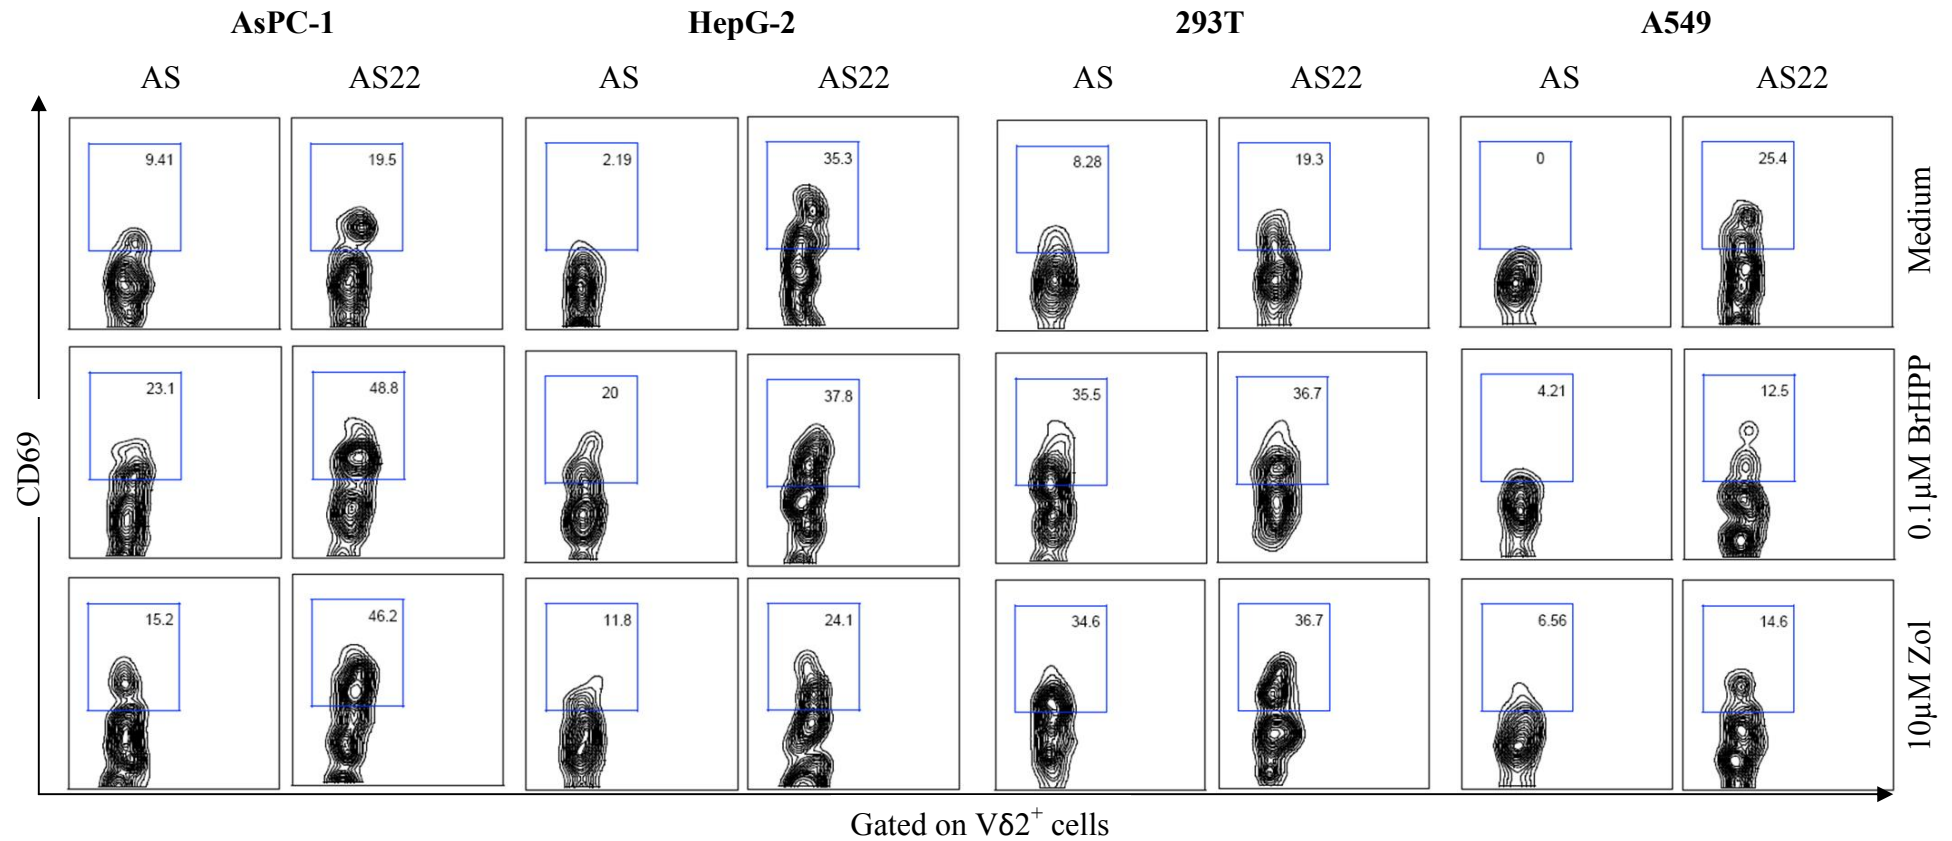 AsPC-1 HepG-2 293T A549
AS AS22 AS AS22 AS AS22 AS AS22
9.41 19.5 2.19 35.3 8.28 19.3 0 25.4
Medium
23.1 48.8 20 37.8 35.5 36.7 4.21 12.5
0.1µM BrHPP
15.2 46.2 11.8 24.1 34.6 36.7 6.56 14.6
10µM Zol
CD69
Gated on Vδ2+ cells